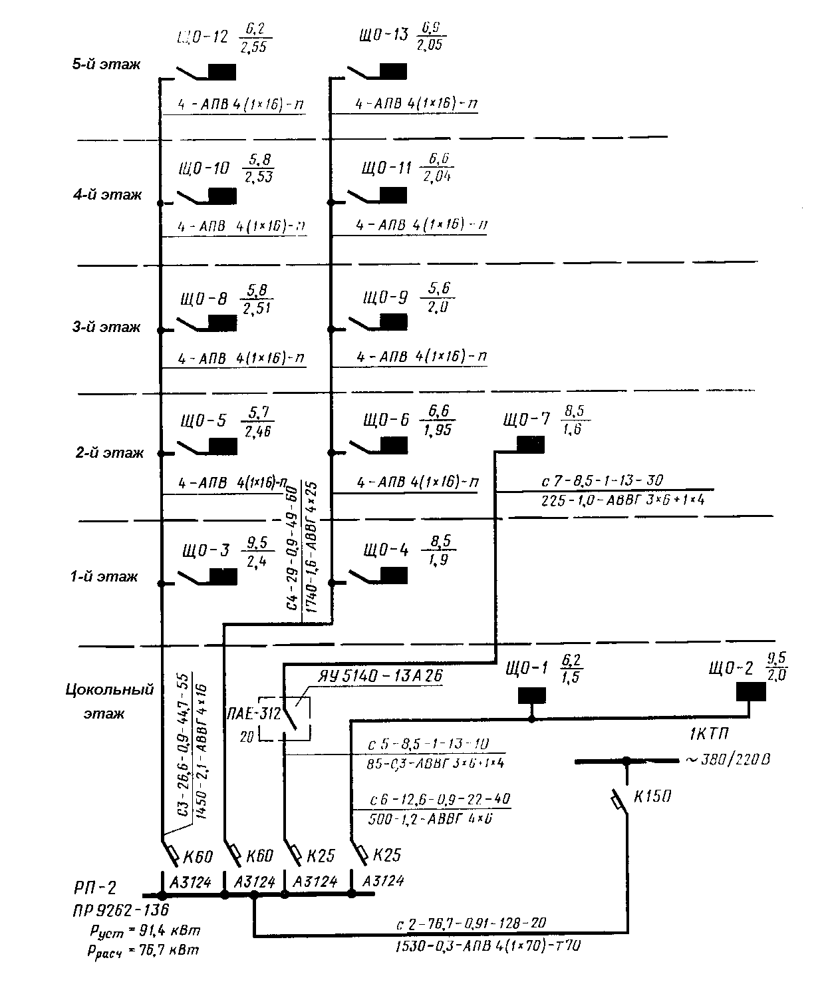 ЩО-12 6,2
2,55
ЩО-13 6,9
2,05
5-й этаж
4-АПВ 4(1×16)-п
4-АПВ 4(1×16)-п
ЩО-10 5,8
2,53
ЩО-11 6,6
2,04
4-й этаж
4-АПВ 4(1×16)-п
4-АПВ 4(1×16)-п
ЩО-8 5,8
2,51
ЩО-9 5,6
2,0
3-й этаж
4-АПВ 4(1×16)-п
4-АПВ 4(1×16)-п
ЩО-5 5,7
2,46
ЩО-6 6,6
1,95
ЩО-7 8,5
1,6
2-й этаж
4-АПВ 4(1×16)-п
4-АПВ 4(1×16)-п
с 7-8,5-1-13-30
225-1,0-АВВГ 3×6+1×4
С4-29-0,9-49-60
1740-1,6-АВВГ 4×25
ЩО-3 9,5
2,4
ЩО-4 8,5
1,9
1-й этаж
ЩО-1 6,2
1,5
ЩО-2 9,5
2,0
ЯУ 5140-13А26
Цокольный
этаж
ПАЕ-312
20
С3-26,6-0,9-44,7-55
1450-2,1-АВВГ 4×16
с 5-8,5-1-13-10
85-0,3-АВВГ 3×6+1×4
1КТП
~380/220В
с6-12,6-0,9-22-40
500-1,2-АВВГ 4×6
К150
К60
К60
К25
К25
А3124
А3124
А3124
А3124
РП-2
ПР9262-136
Руст=91,4 кВт
Ррасч=76,7 кВт
с 2-76,7-0,91-128-20
1530-0,3-АПВ 4(1×70)-т70